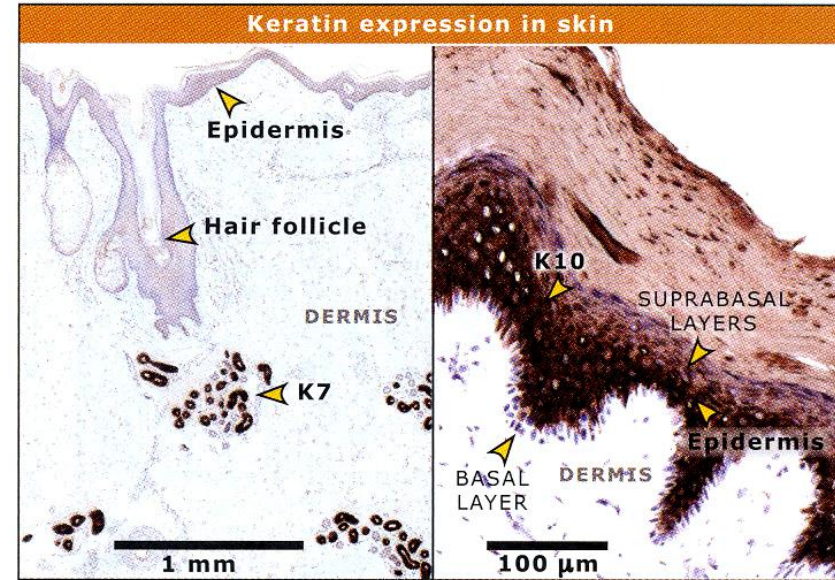 Keratin expression in skin
Epidermis
Hair follicle
DERMIS
K7
1 mm
K10
SUPRABASAL
LAYERS
Epidermis
BASAL
LAYER
DERMIS
100 µm